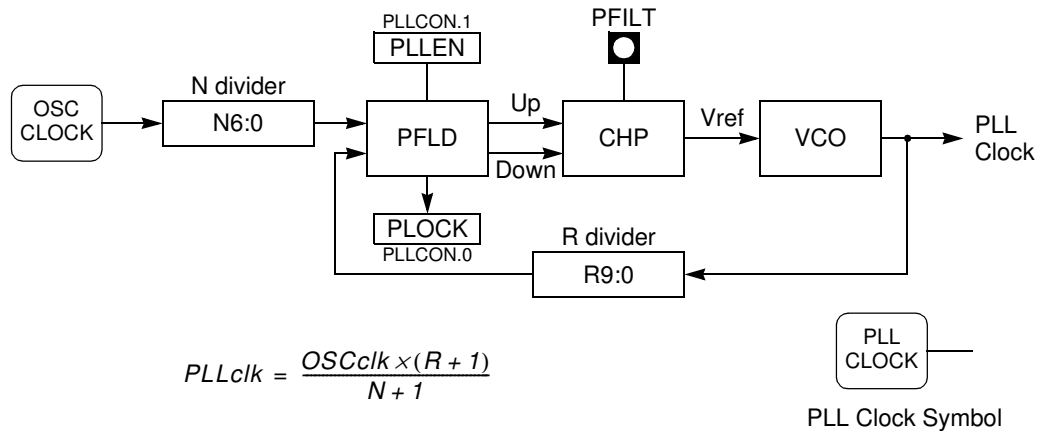 PLLCON.1
PLLEN
PFILT
OSC
CLOCK
N divider
N6:0
PFLD
Up
Down
CHP
Vref
VCO
PLL
Clock
PLOCK
PLLCON.0
R divider
R9:0
PLLclk = OSCclk × (R + 1)
N + 1
PLL
CLOCK
PLL Clock Symbol